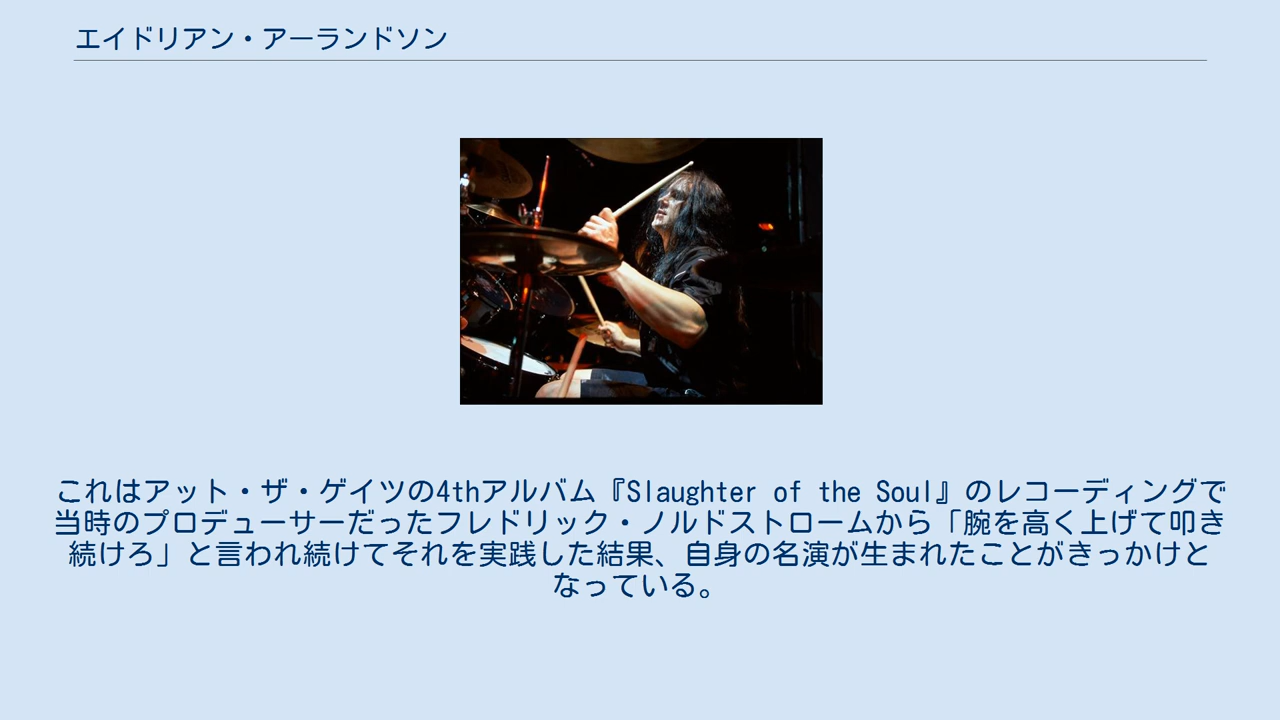 エイドリアン・アーランドソン
これはアット・ザ・ゲイツの4thアルバム『Slaughter of the Soul』のレコーディングで
当時のプロデューサーだったフレドリック・ノルドストロームから「腕を高く上げて叩き
続けろ」と言われ続けてそれを実践した結果、自身の名演が生まれたことがきっかけと
なっている。